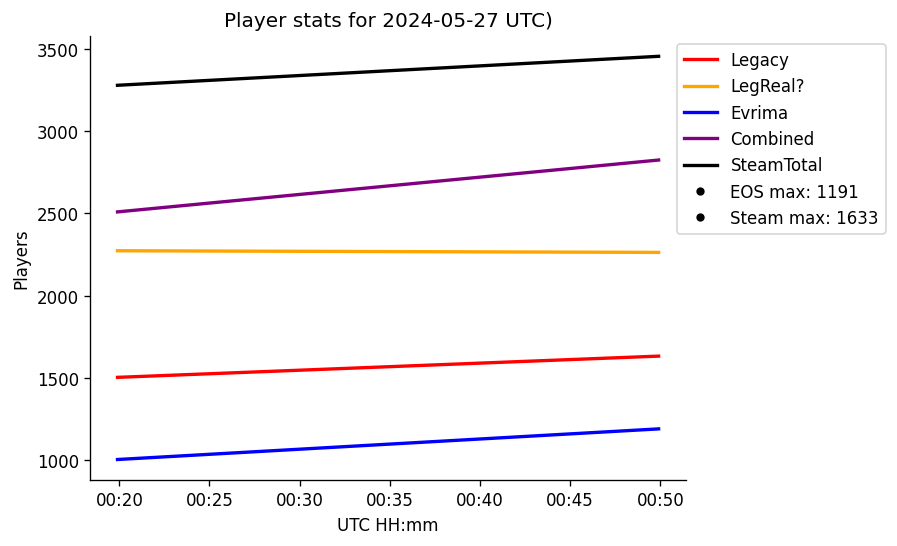 Player stats for 2024-05-27 UTC)
3500
3000
2500
2000
1500
1000
Players
00:20 00:25 00:30 00:35 00:40 00:45 00:50
UTC HH:mm
Legacy
LegReal?
Evrima
Combined
SteamTotal
EOS max: 1191
Steam max: 1633